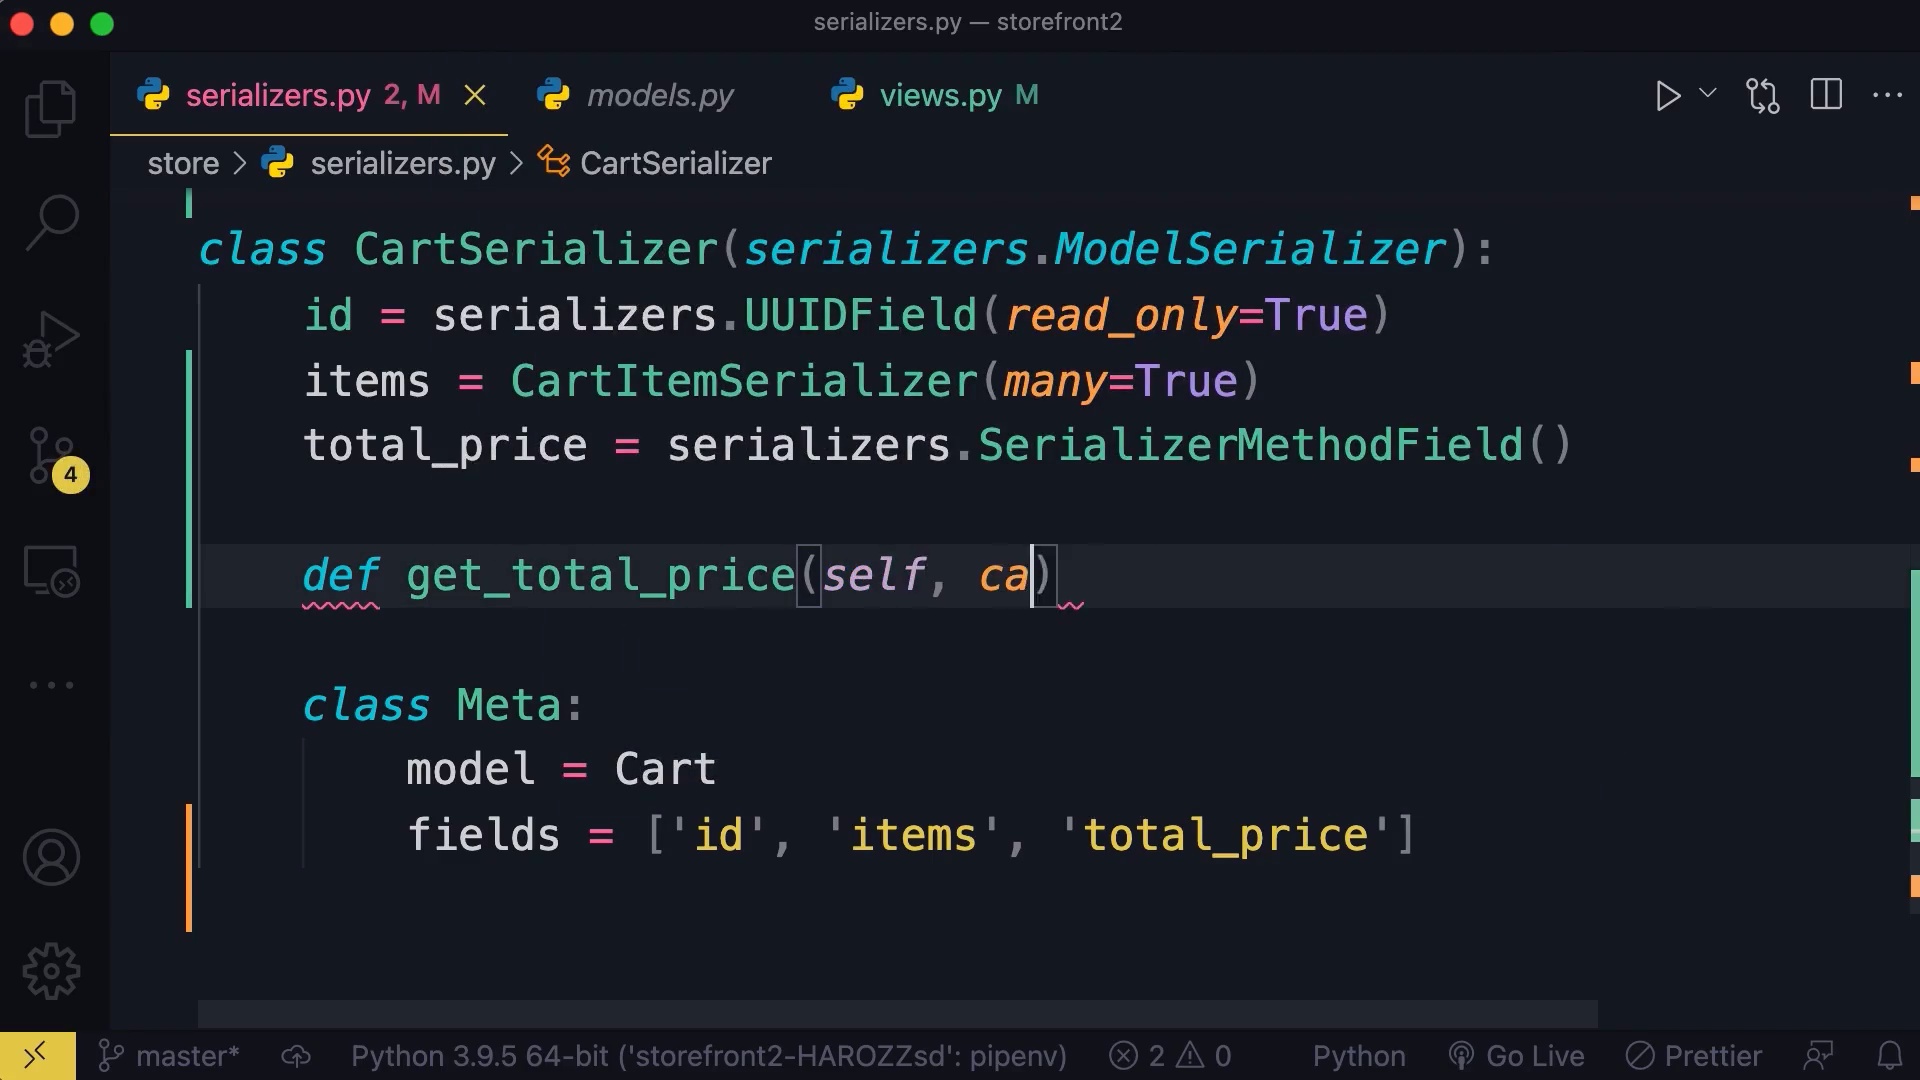 serializers.py — storefront2
serializers.py 2, M models.py views.py M
store > serializers.py > CartSerializer
class CartSerializer(serializers.ModelSerializer):
id = serializers.UUIDField(read_only=True)
items = CartItemSerializer(many=True)
total_price = serializers.SerializerMethodField()
def get_total_price(self, ca)
class Meta:
model = Cart
fields = ['id', 'items', 'total_price']
4
master* Python 3.9.5 64-bit ('storefront2-HAROZZsd': pipenv) 2 0 Python Go Live Prettier